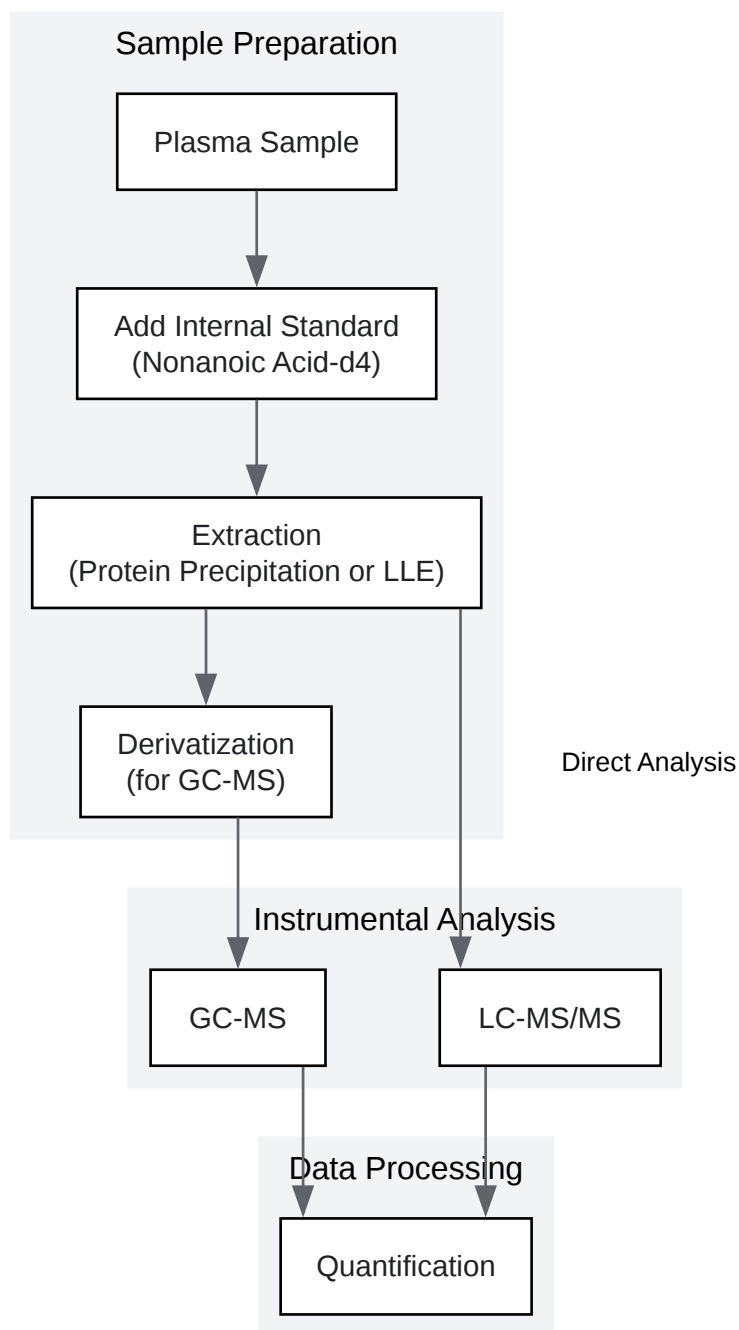 Sample Preparation
Plasma Sample
Add Internal Standard
(Nonanoic Acid-d4)
Extraction
(Protein Precipitation or LLE)
Derivatization
(for GC-MS)
Direct Analysis
Instrumental Analysis
GC-MS
LC-MS/MS
Data Processing
Quantification